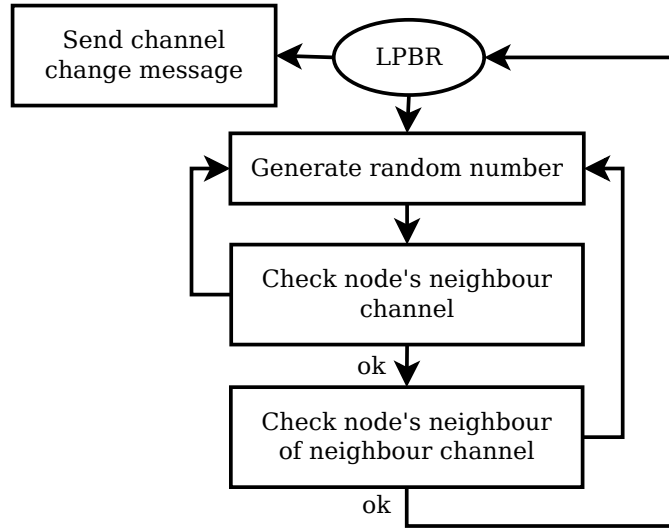 Send channel
change message
LPBR
Generate random number
Check node's neighbour
channel
ok
Check node's neighbour
of neighbour channel
ok